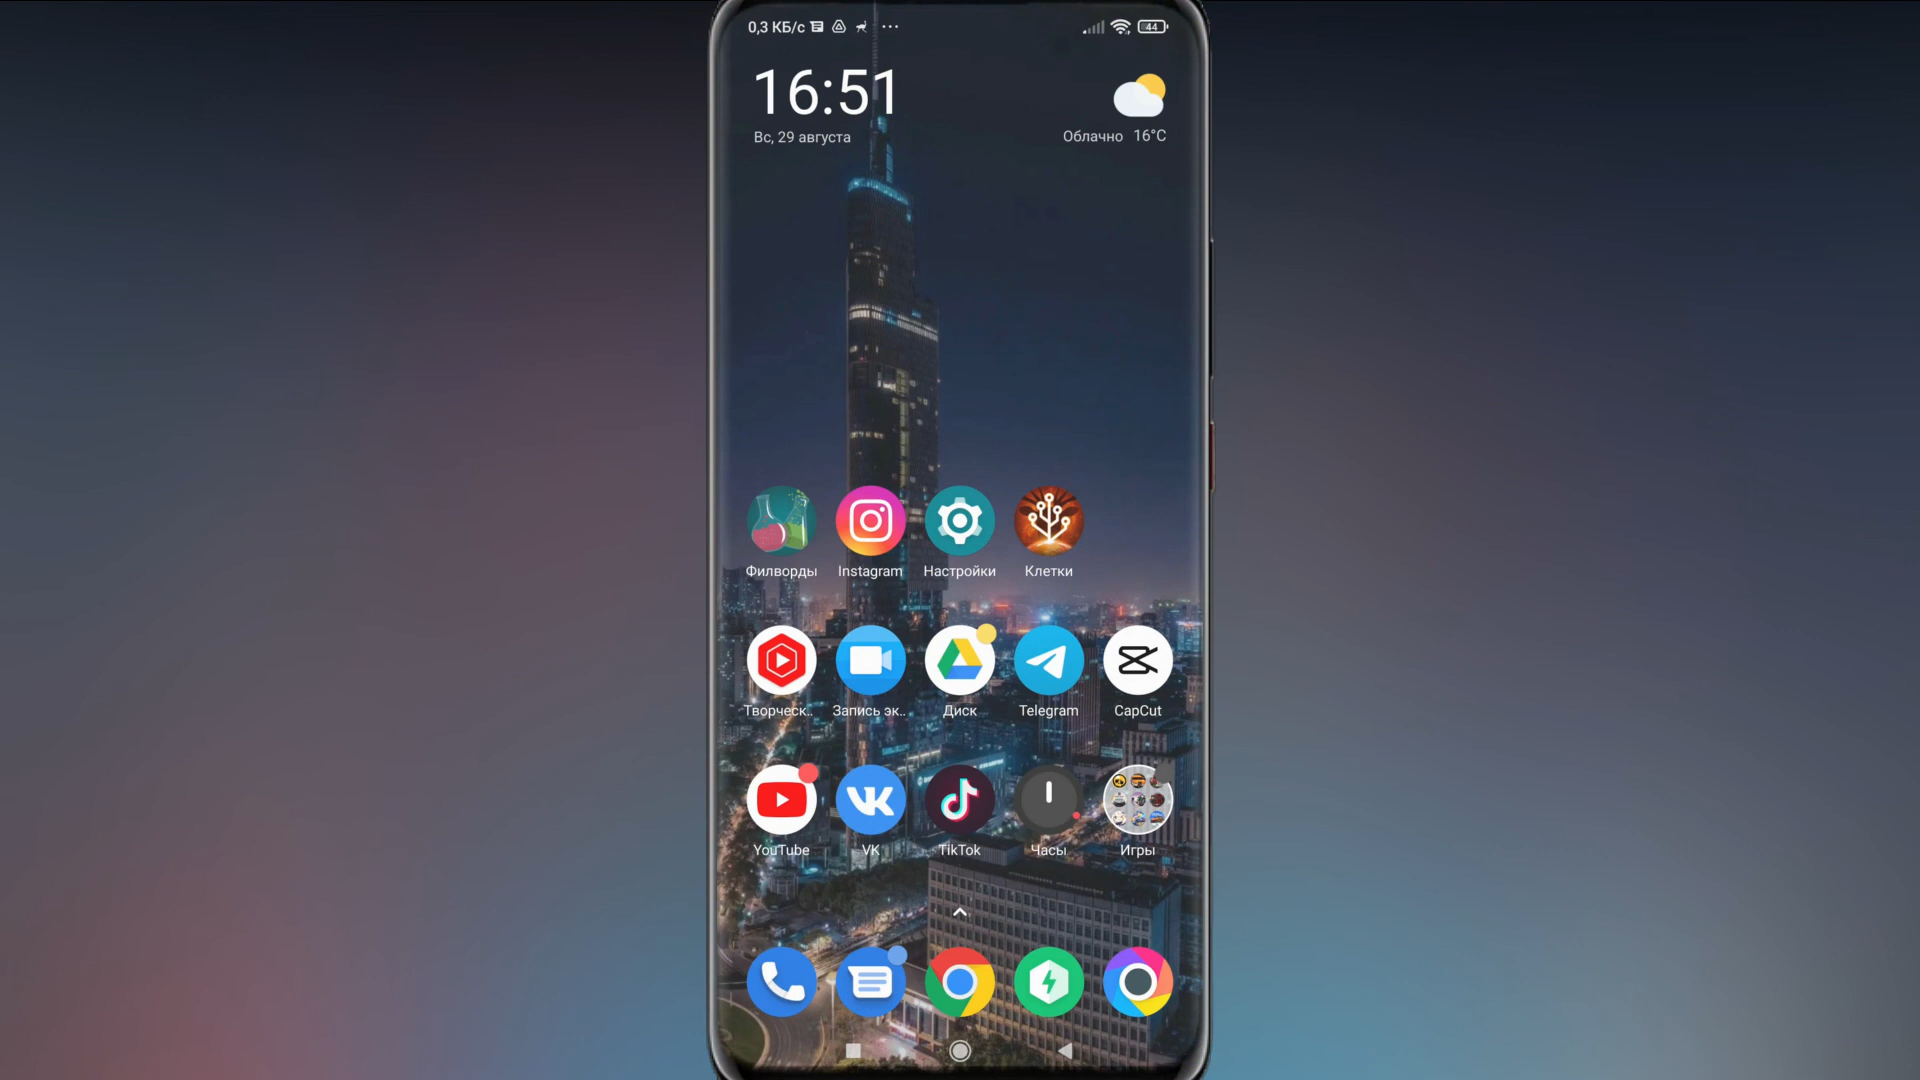 0,3 КБ/с
44
16:51
Вс, 29 августа
Облачно 16°C
Филворды Instagram Настройки Клетки
Творческ.. Запись эк.. Диск Telegram CapCut
YouTube VK TikTok Часы Игры